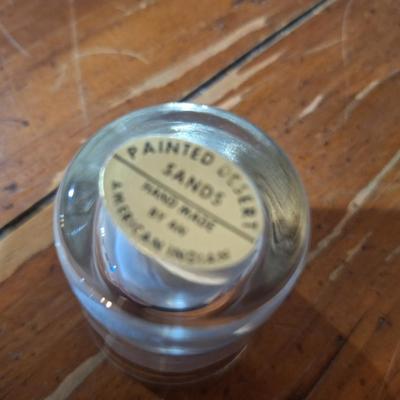 PAINTED DESERT
SANDS
HAND MADE
BY AN
AMERICAN INDIAN